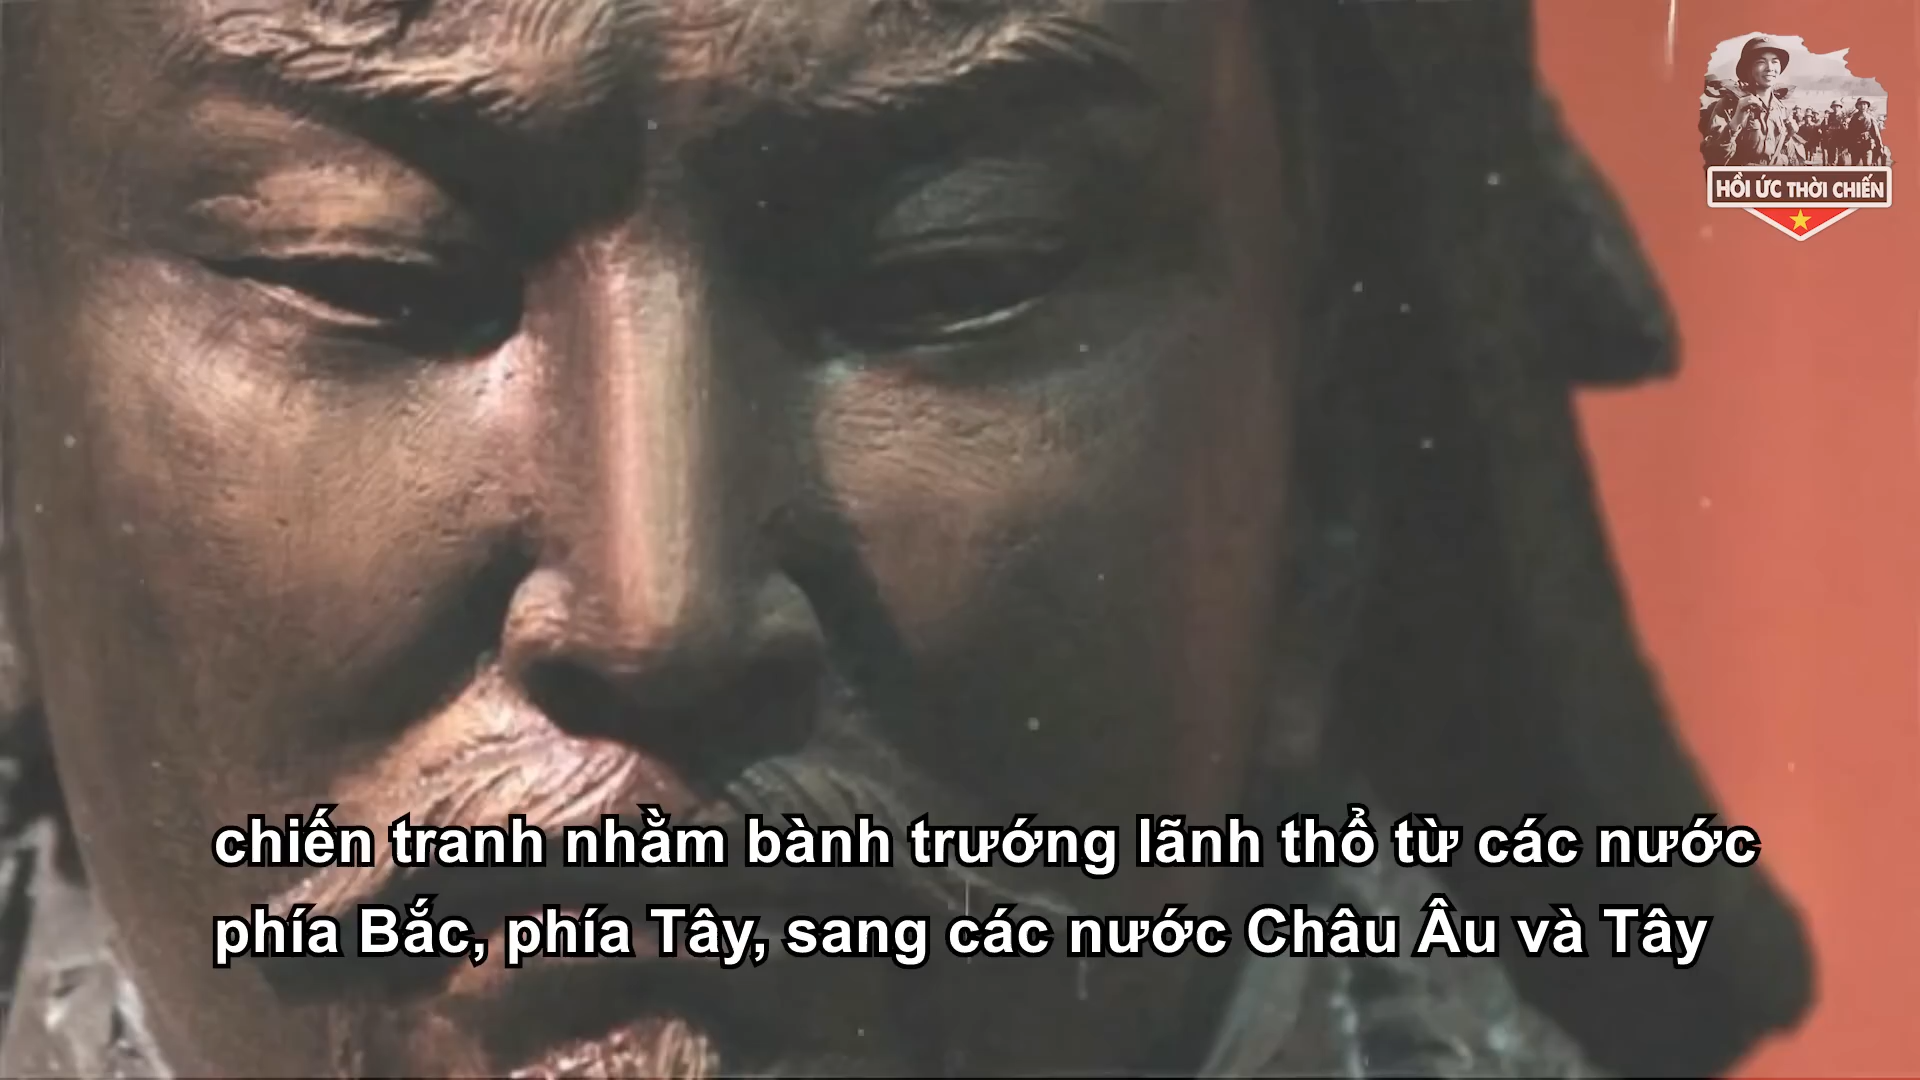 HỒI ỨC THỜI CHIẾN
chiến tranh nhằm bành trướng lãnh thổ từ các nước
phía Bắc, phía Tây, sang các nước Châu Âu và Tây